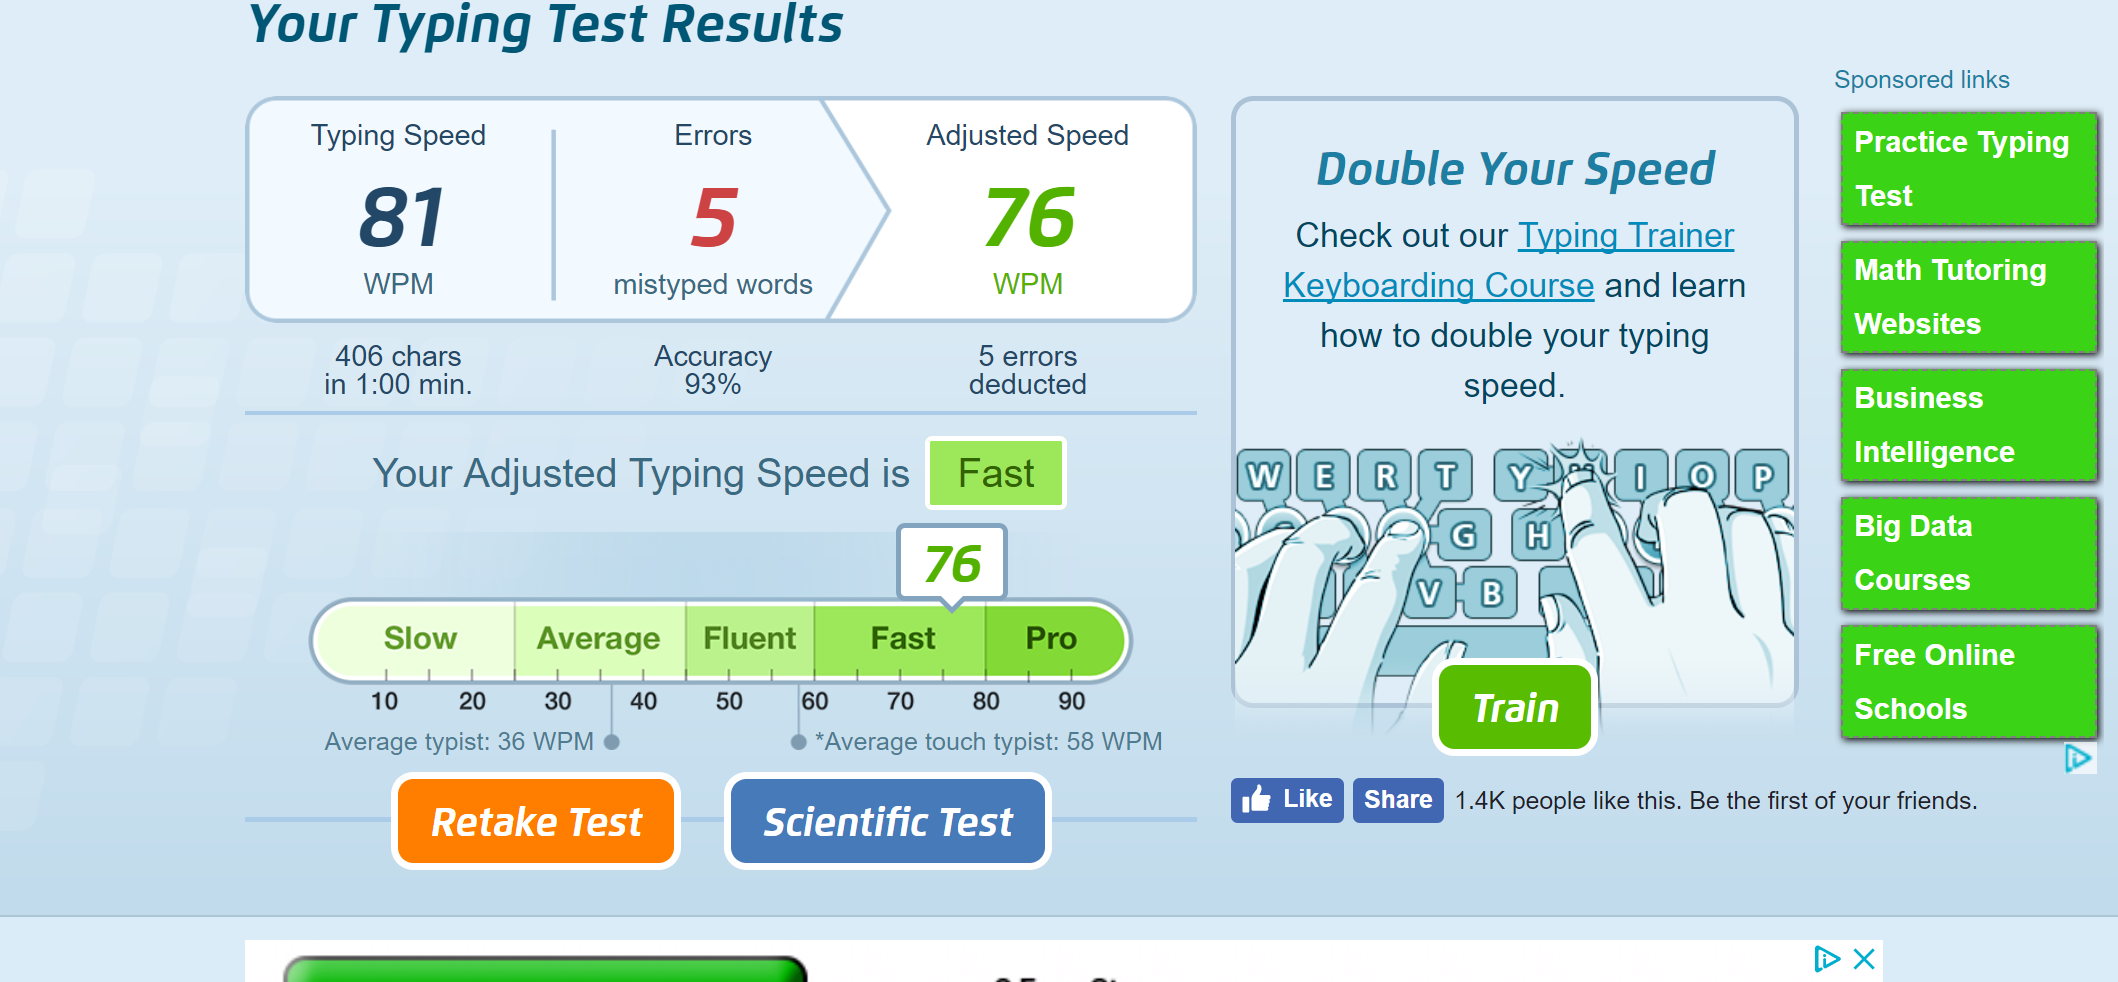 Your Typing Test Results
Typing Speed
81
WPM
Errors
5
mistyped words
Adjusted Speed
76
WPM
406 chars
in 1:00 min.
Accuracy
93%
5 errors
deducted
Your Adjusted Typing Speed is Fast
76
Slow Average Fluent Fast Pro
10 20 30 40 50 60 70 80 90
Average typist: 36 WPM
*Average touch typist: 58 WPM
Retake Test
Scientific Test
Double Your Speed
Check out our Typing Trainer
Keyboarding Course and learn
how to double your typing
speed.
W E R T Y I O P
G H
V B
Train
Like
Share
1.4K people like this. Be the first of your friends.
Sponsored links
Practice Typing
Test
Math Tutoring
Websites
Business
Intelligence
Big Data
Courses
Free Online
Schools